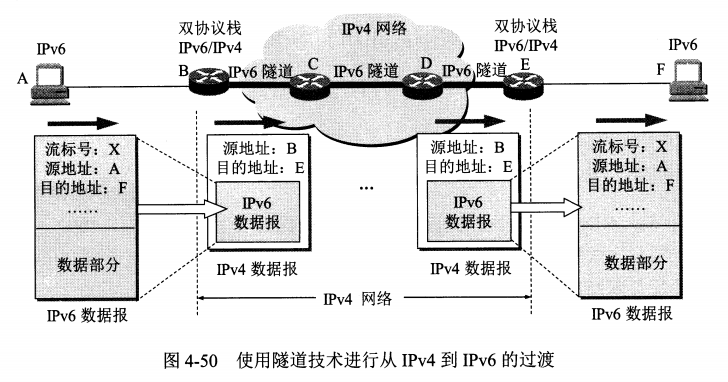 IPv6
双协议栈
IPv6/IPv4
IPv4 网络
双协议栈
IPv6/IPv4
IPv6
A
B
IPv6 隧道
C
IPv6 隧道
D
IPv6 隧道
E
F
流标号：X
源地址：A
目的地址：F
……
数据部分
IPv6 数据报
源地址：B
目的地址：E
IPv6
数据报
IPv4 数据报
…
源地址：B
目的地址：E
IPv6
数据报
IPv4 数据报
流标号：X
源地址：A
目的地址：F
……
数据部分
IPv6 数据报
IPv4 网络
图 4-50 使用隧道技术进行从 IPv4 到 IPv6 的过渡